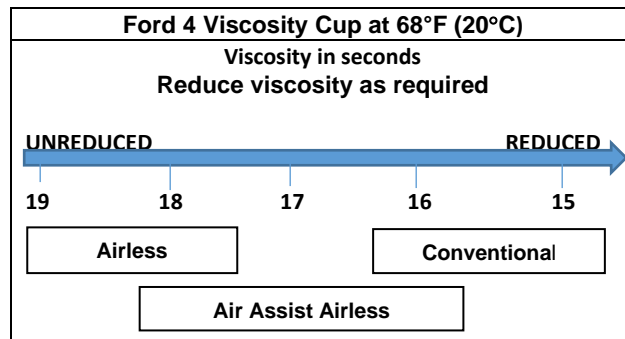 Ford 4 Viscosity Cup at 68°F (20°C)
Viscosity in seconds
Reduce viscosity as required
UNREDUCED REDUCED
19 18 17 16 15
Airless Conventional
Air Assist Airless